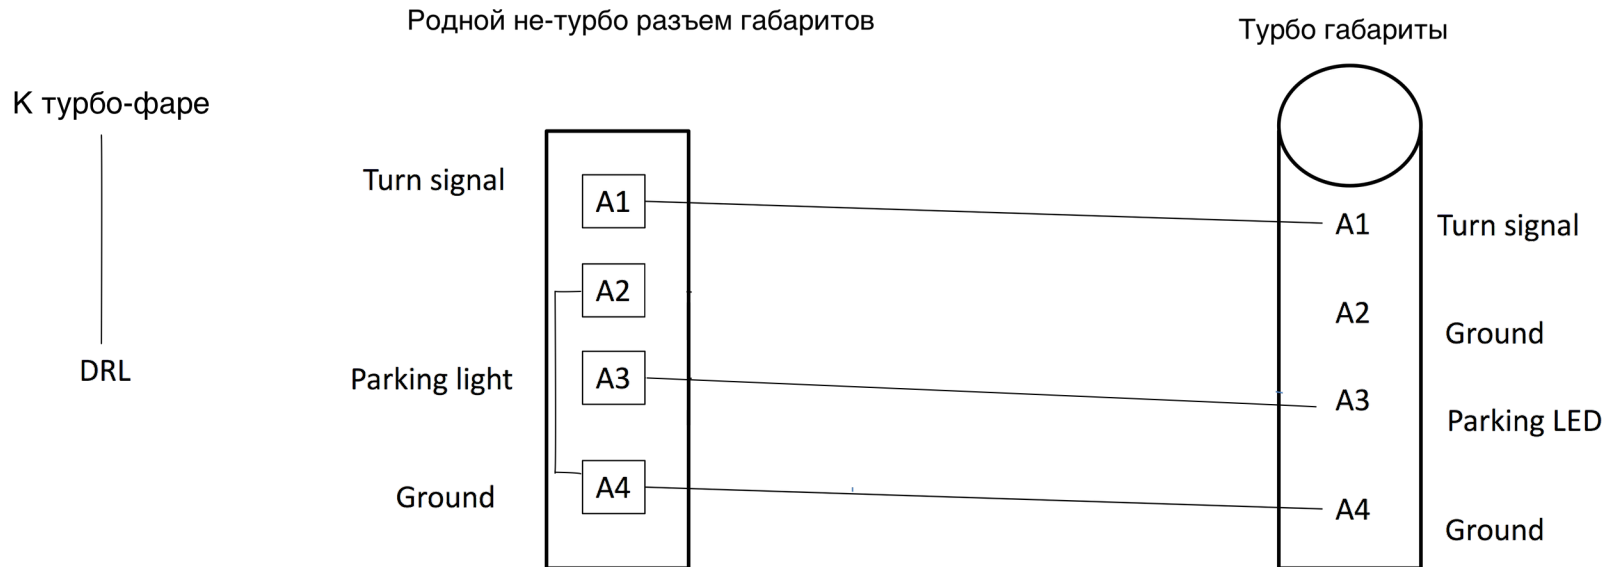 Родной не-турбо разъем габаритов
Турбо габариты
К турбо-фаре
DRL
Turn signal
A1
A2
Parking light
A3
Ground
A4
A1
Turn signal
A2
Ground
A3
Parking LED
A4
Ground